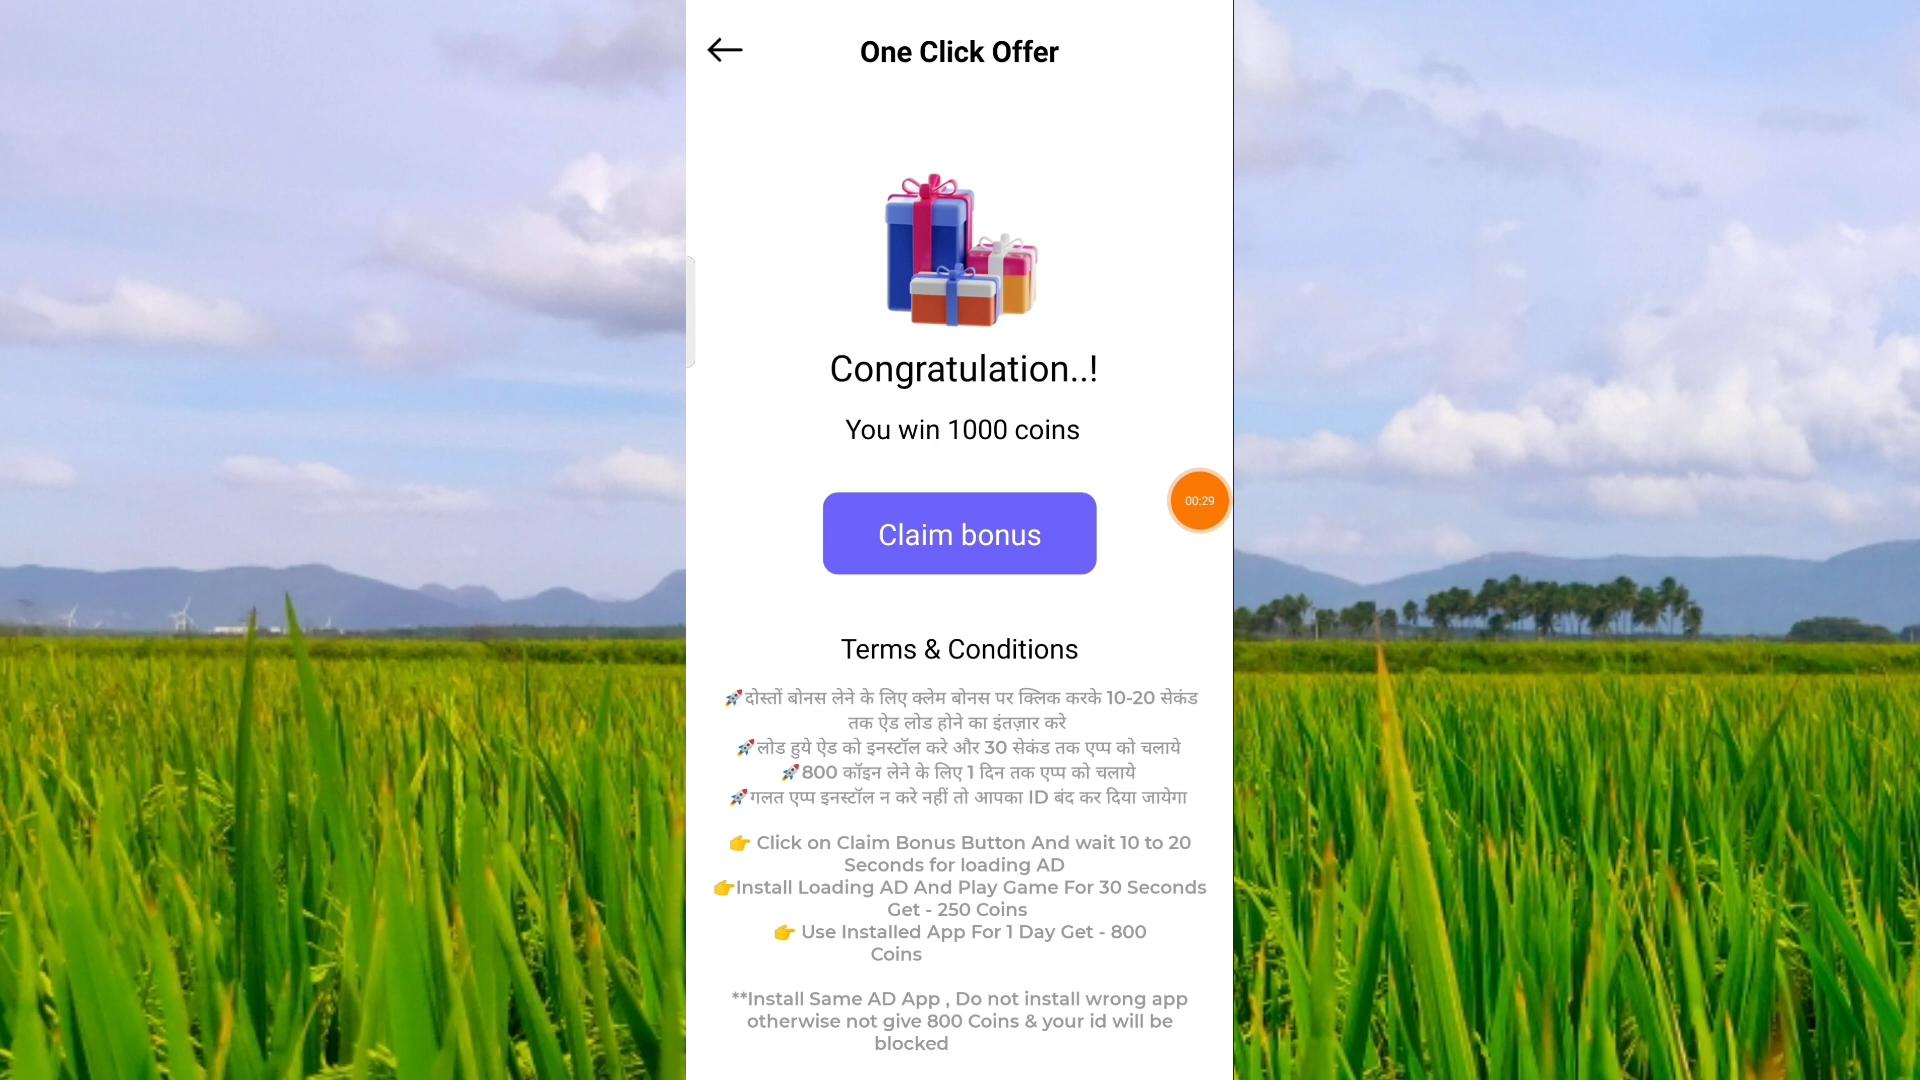 One Click Offer
Congratulation..!
You win 1000 coins
00:29
Claim bonus
Terms & Conditions
🚀दोस्तों बोनस लेने के लिए क्लेम बोनस पर क्लिक करके 10-20 सेकंड
तक ऐड लोड होने का इंतज़ार करे
🚀लोड हुये ऐड को इनस्टॉल करे और 30 सेकंड तक एप्प को चलाये
🚀800 कॉइन लेने के लिए 1 दिन तक एप्प को चलाये
🚀गलत एप्प इनस्टॉल न करे नहीं तो आपका ID बंद कर दिया जायेगा
👉 Click on Claim Bonus Button And wait 10 to 20
Seconds for loading AD
👉Install Loading AD And Play Game For 30 Seconds
Get - 250 Coins
👉 Use Installed App For 1 Day Get - 800
Coins
**Install Same AD App , Do not install wrong app
otherwise not give 800 Coins & your id will be
blocked